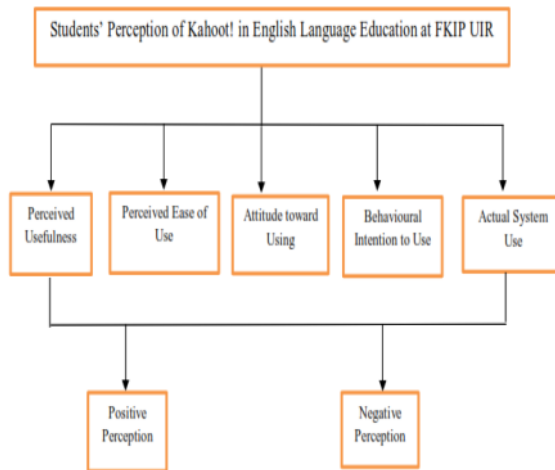 Students' Perception of Kahoot! in English Language Education at FKIP UIR
Perceived
Usefulness
Perceived Ease of
Use
Attitude toward
Using
Behavioural
Intention to Use
Actual System
Use
Positive
Perception
Negative
Perception